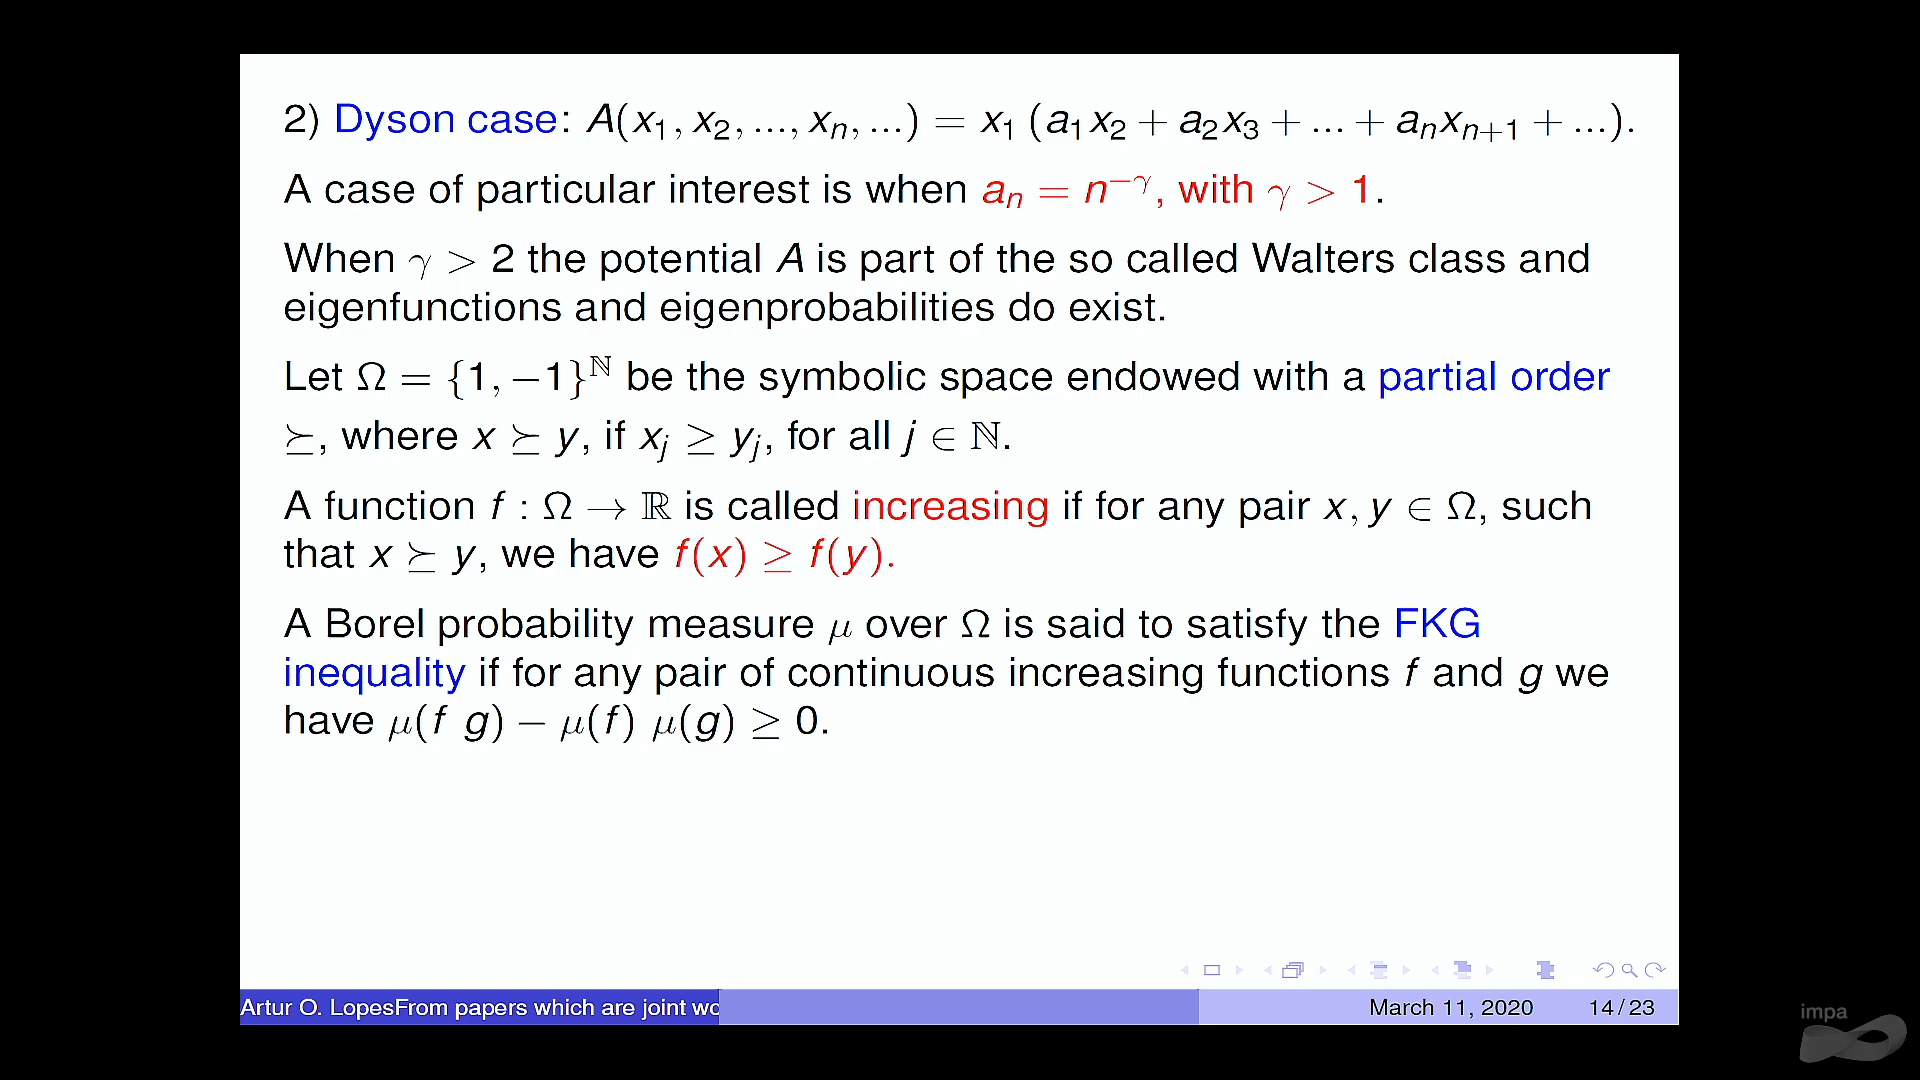 2) Dyson case: A(x₁, x₂, ..., xₙ, ...) = x₁ (a₁x₂ + a₂x₃ + ... + aₙxₙ₊₁ + ...).
A case of particular interest is when aₙ = n^{−γ}, with γ > 1.
When γ > 2 the potential A is part of the so called Walters class and
eigenfunctions and eigenprobabilities do exist.
Let Ω = {1, −1}^ℕ be the symbolic space endowed with a partial order
⪰, where x ⪰ y, if xⱼ ≥ yⱼ, for all j ∈ ℕ.
A function f : Ω → ℝ is called increasing if for any pair x, y ∈ Ω, such
that x ⪰ y, we have f(x) ≥ f(y).
A Borel probability measure μ over Ω is said to satisfy the FKG
inequality if for any pair of continuous increasing functions f and g we
have μ(f g) − μ(f) μ(g) ≥ 0.
Artur O. LopesFrom papers which are joint wo
March 11, 2020 14 / 23
impa